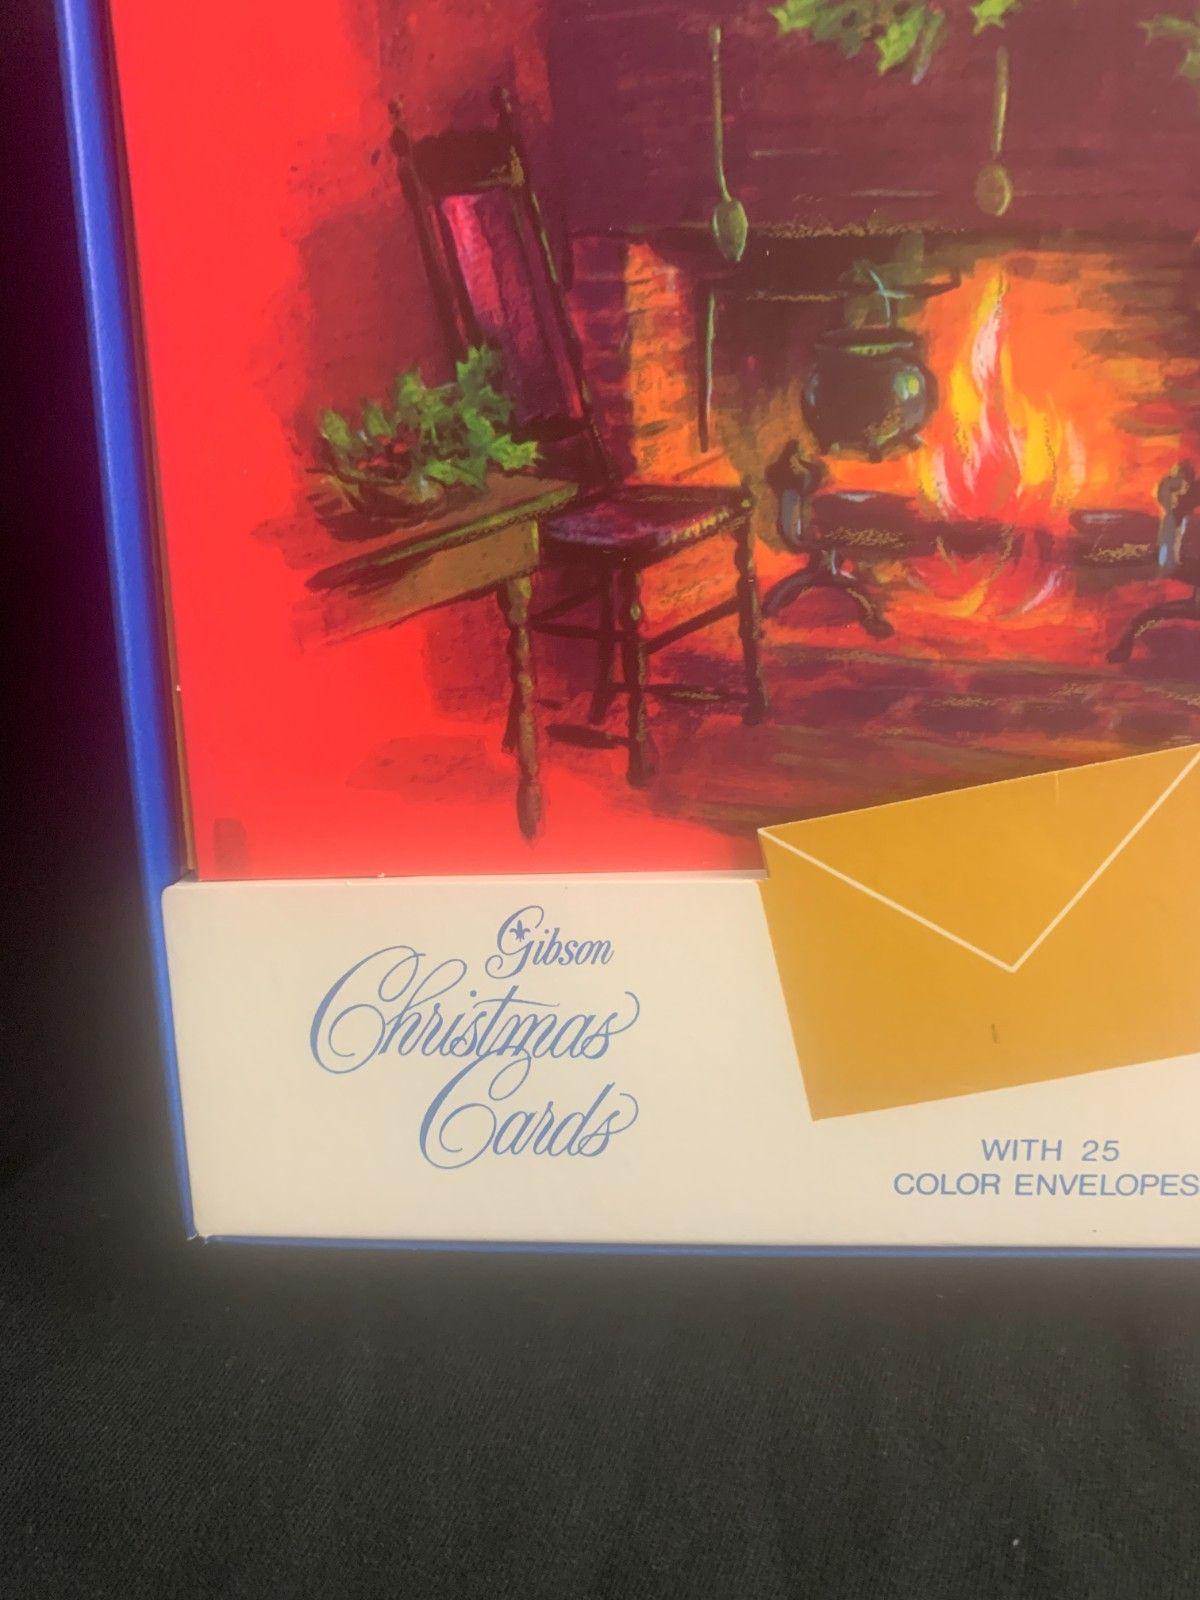 Gibson
Christmas
Cards
WITH 25
COLOR ENVELOPES